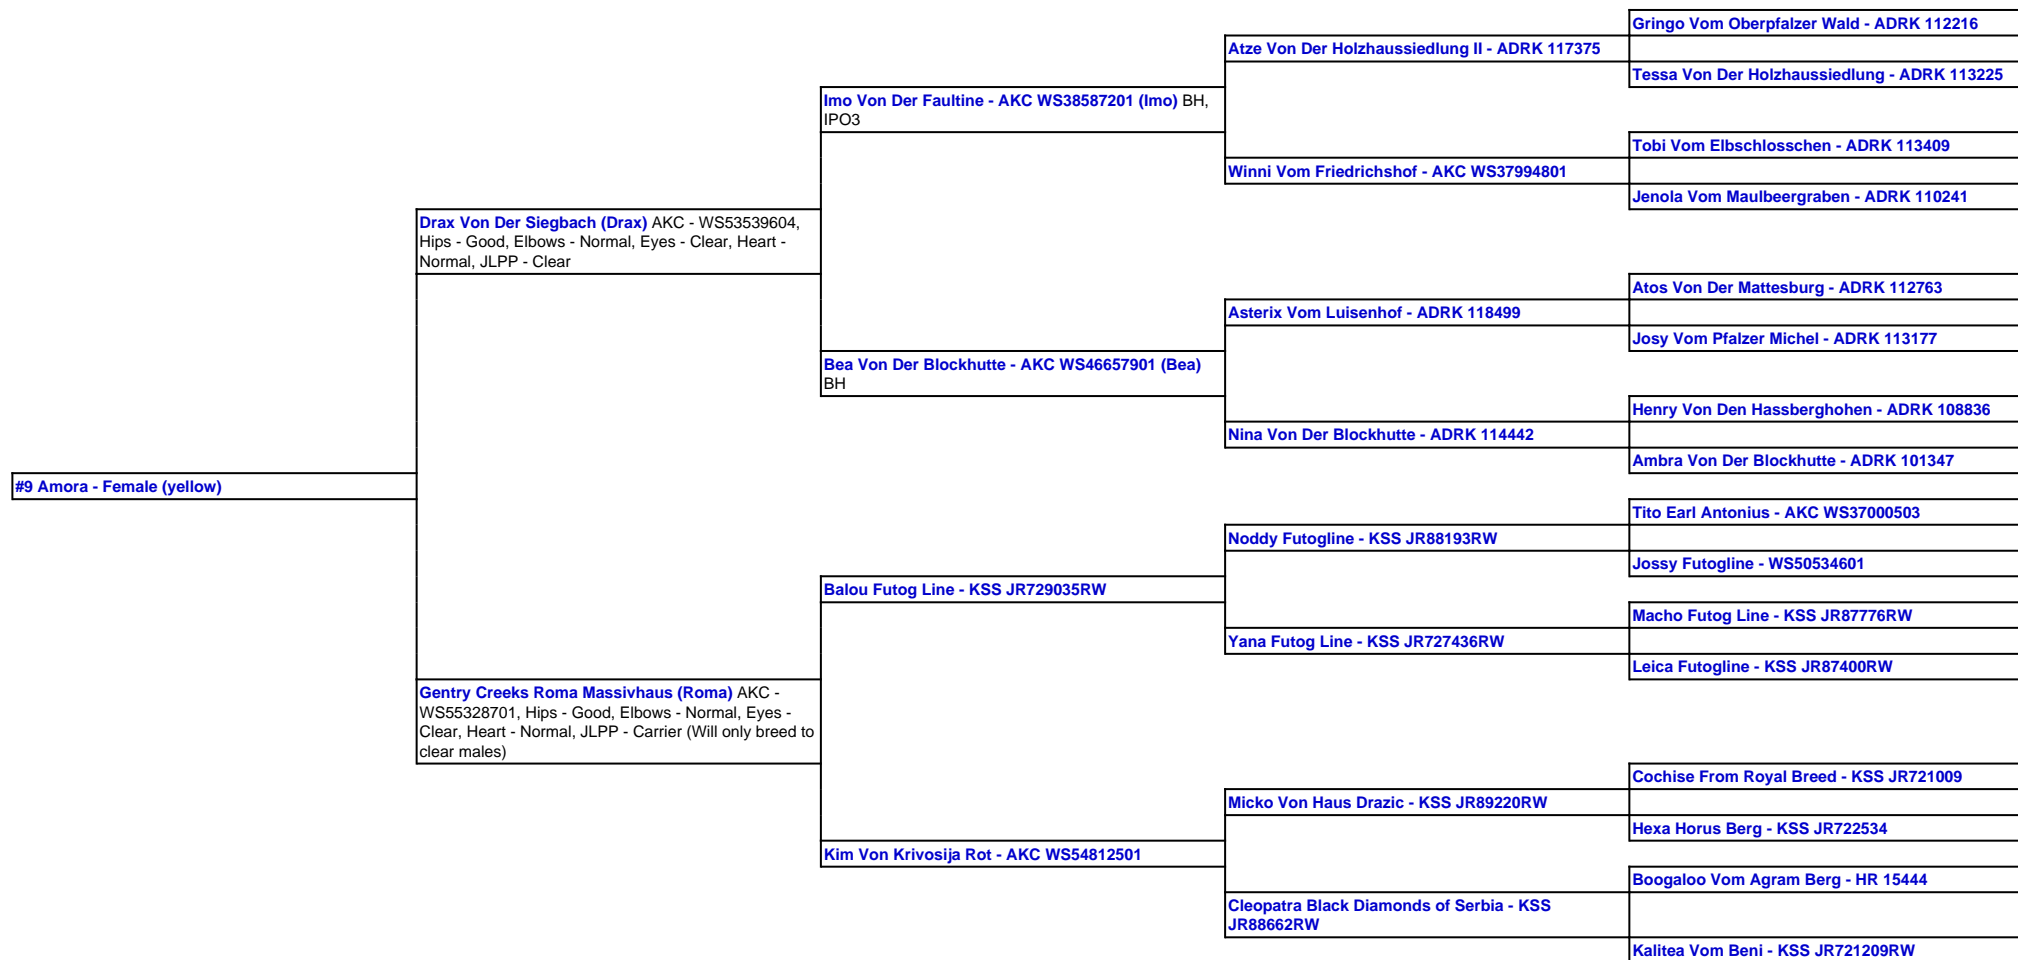 Gringo Vom Oberpfalzer Wald - ADRK 112216
Atze Von Der Holzhaussiedlung II - ADRK 117375
Tessa Von Der Holzhaussiedlung - ADRK 113225
Imo Von Der Faultine - AKC WS38587201 (Imo) BH,
IPO3
Tobi Vom Elbschlosschen - ADRK 113409
Winni Vom Friedrichshof - AKC WS37994801
Jenola Vom Maulbeergraben - ADRK 110241
Drax Von Der Siegbach (Drax) AKC - WS53539604,
Hips - Good, Elbows - Normal, Eyes - Clear, Heart -
Normal, JLPP - Clear
Atos Von Der Mattesburg - ADRK 112763
Asterix Vom Luisenhof - ADRK 118499
Josy Vom Pfalzer Michel - ADRK 113177
Bea Von Der Blockhutte - AKC WS46657901 (Bea)
BH
Henry Von Den Hassberghohen - ADRK 108836
Nina Von Der Blockhutte - ADRK 114442
Ambra Von Der Blockhutte - ADRK 101347
#9 Amora - Female (yellow)
Tito Earl Antonius - AKC WS37000503
Noddy Futogline - KSS JR88193RW
Jossy Futogline - WS50534601
Balou Futog Line - KSS JR729035RW
Macho Futog Line - KSS JR87776RW
Yana Futog Line - KSS JR727436RW
Leica Futogline - KSS JR87400RW
Gentry Creeks Roma Massivhaus (Roma) AKC -
WS55328701, Hips - Good, Elbows - Normal, Eyes -
Clear, Heart - Normal, JLPP - Carrier (Will only breed to
clear males)
Cochise From Royal Breed - KSS JR721009
Micko Von Haus Drazic - KSS JR89220RW
Hexa Horus Berg - KSS JR722534
Kim Von Krivosija Rot - AKC WS54812501
Boogaloo Vom Agram Berg - HR 15444
Cleopatra Black Diamonds of Serbia - KSS
JR88662RW
Kalitea Vom Beni - KSS JR721209RW